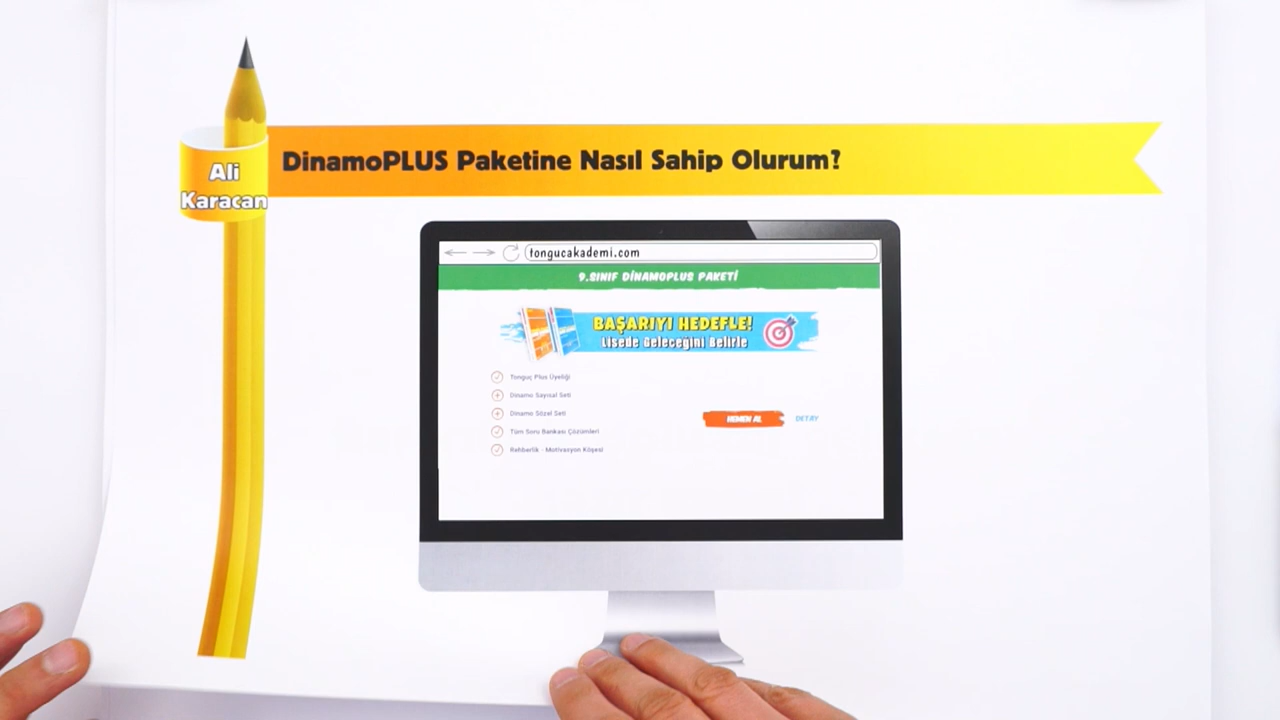 Ali
Karacan
DinamoPLUS Paketine Nasıl Sahip Olurum?
tongucakademi.com
9.SINIF DİNAMOPLUS PAKETİ
BAŞARIYI HEDEFLE!
Lisede Geleceğini Belirle
Tonguç Plus Üyeliği
Dinamo Sayısal Seti
Dinamo Sözel Seti
Tüm Soru Bankası Çözümleri
Rehberlik - Motivasyon Köşesi
HEMEN AL
DETAY